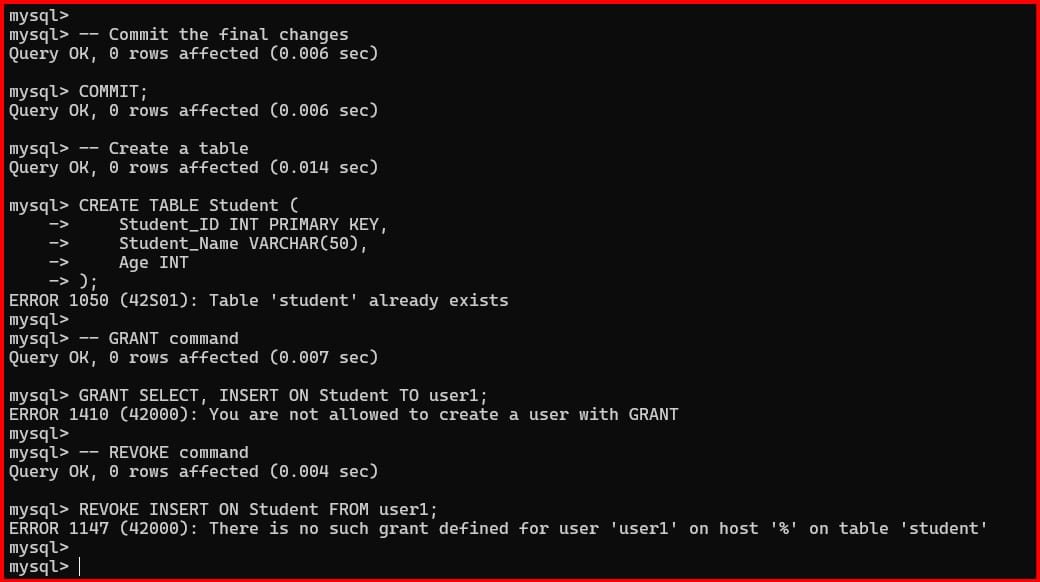 mysql>
mysql> -- Commit the final changes
Query OK, 0 rows affected (0.006 sec)

mysql> COMMIT;
Query OK, 0 rows affected (0.006 sec)

mysql> -- Create a table
Query OK, 0 rows affected (0.014 sec)

mysql> CREATE TABLE Student (
    ->     Student_ID INT PRIMARY KEY,
    ->     Student_Name VARCHAR(50),
    ->     Age INT
    -> );
ERROR 1050 (42S01): Table 'student' already exists
mysql>
mysql> -- GRANT command
Query OK, 0 rows affected (0.007 sec)

mysql> GRANT SELECT, INSERT ON Student TO user1;
ERROR 1410 (42000): You are not allowed to create a user with GRANT
mysql>
mysql> -- REVOKE command
Query OK, 0 rows affected (0.004 sec)

mysql> REVOKE INSERT ON Student FROM user1;
ERROR 1147 (42000): There is no such grant defined for user 'user1' on host '%' on table 'student'
mysql>
mysql>